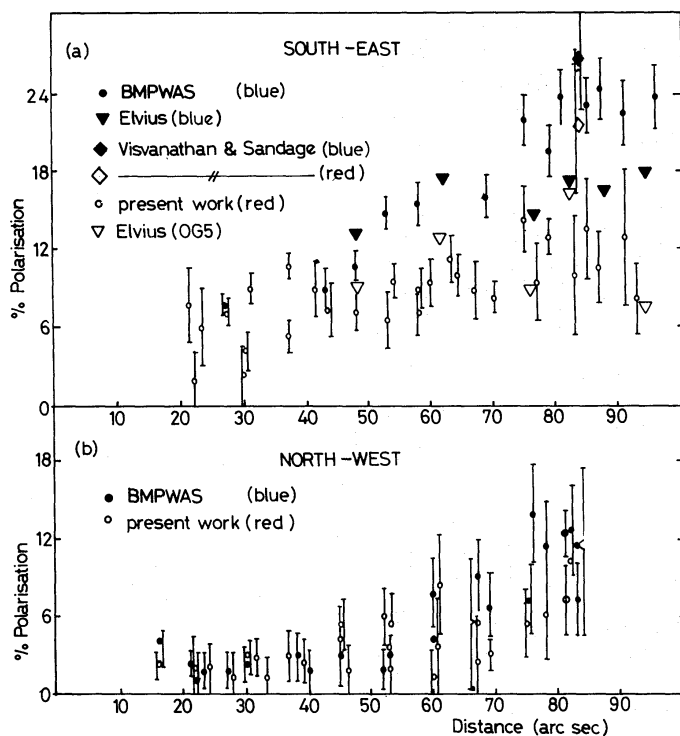 (a)
SOUTH-EAST
BMPWAS (blue)
Elvius (blue)
Visvanathan & Sandage (blue)
—————〃————— (red)
present work (red)
Elvius (OG5)
% Polarisation
24
18
12
6
0
10 20 30 40 50 60 70 80 90
(b)
NORTH-WEST
BMPWAS (blue)
present work (red)
% Polarisation
18
12
6
0
10 20 30 40 50 60 70 80 90
Distance (arc sec)